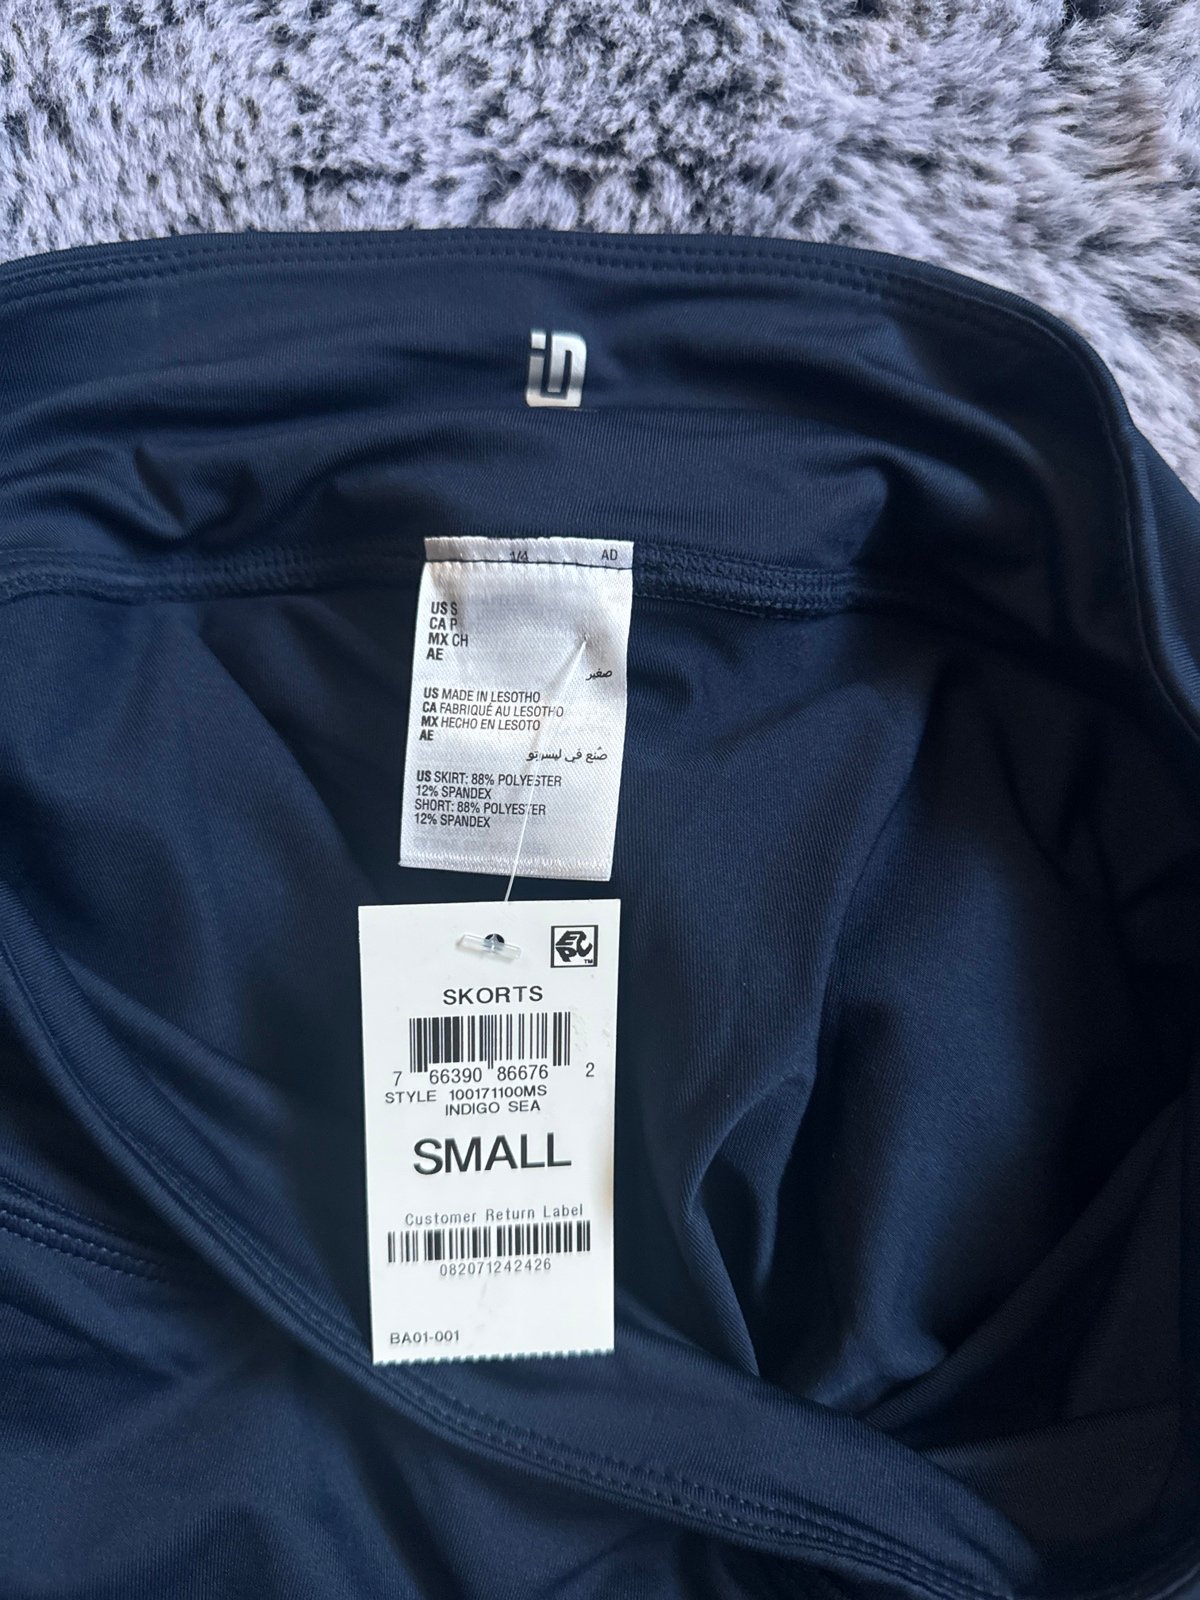 ID
1/4 AD
US S
CA P
MX CH
AE
صغير
US MADE IN LESOTHO
CA FABRIQUÉ AU LESOTHO
MX HECHO EN LESOTO
AE
صُنع في ليسوتو
US SKIRT: 88% POLYESTER
12% SPANDEX
SHORT: 88% POLYESTER
12% SPANDEX
EPC™
SKORTS
7 66390 86676 2
STYLE 100171100MS
INDIGO SEA
SMALL
Customer Return Label
082071242426
BA01-001